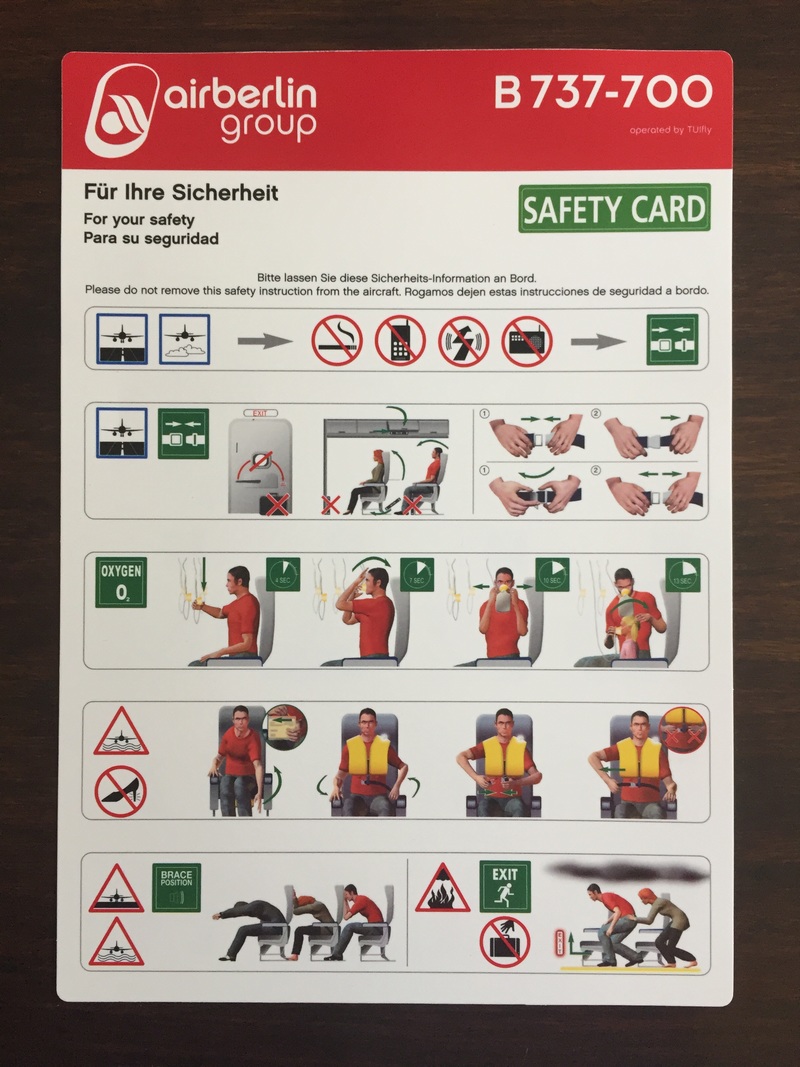 airberlin
group
B 737-700
operated by TUIfly
Für Ihre Sicherheit
For your safety
Para su seguridad
SAFETY CARD
Bitte lassen Sie diese Sicherheits-Information an Bord.
Please do not remove this safety instruction from the aircraft. Rogamos dejen estas instrucciones de seguridad a bordo.
EXIT
1
2
1
2
OXYGEN
O2
4 SEC
7 SEC
10 SEC
13 SEC
BRACE
POSITION
EXIT